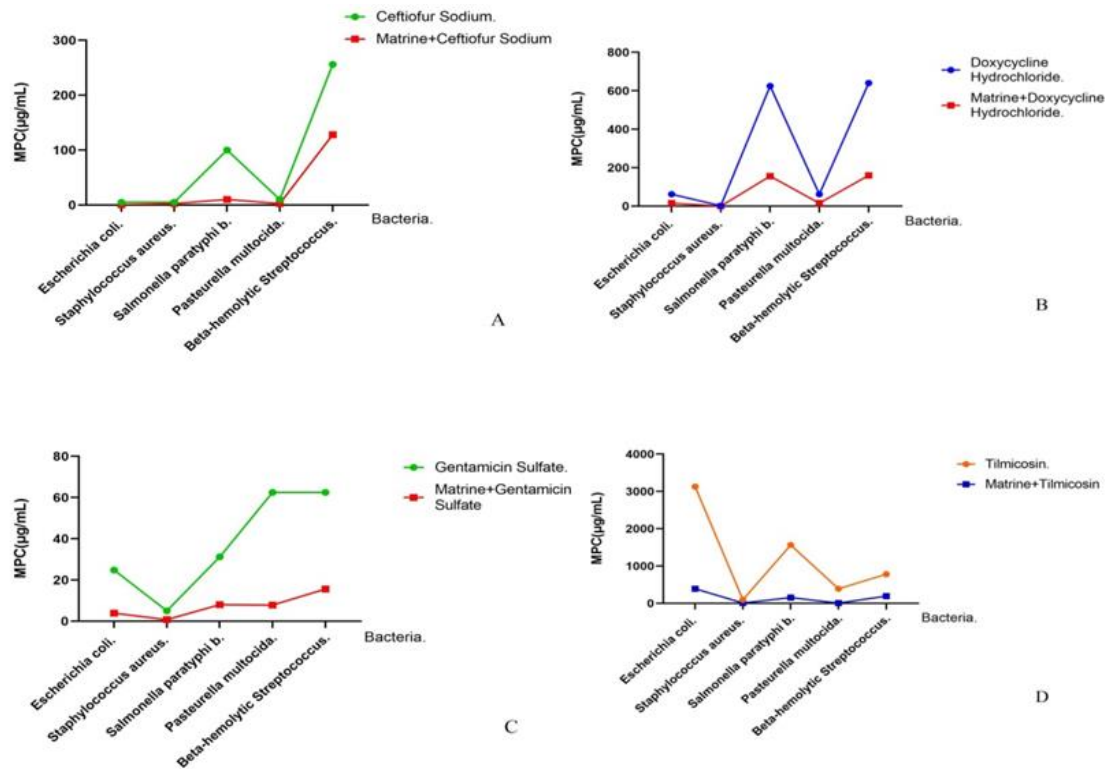 Ceftiofur Sodium.
Matrine+Ceftiofur Sodium
MPC(μg/mL)
300
200
100
0
Escherichia coli.
Staphylococcus aureus.
Salmonella paratyphi b.
Pasteurella multocida.
Beta-hemolytic Streptococcus.
Bacteria.
A
Doxycycline
Hydrochloride.
Matrine+Doxycycline
Hydrochloride.
MPC(μg/mL)
800
600
400
200
0
Escherichia coli.
Staphylococcus aureus.
Salmonella paratyphi b.
Pasteurella multocida.
Beta-hemolytic Streptococcus.
Bacteria.
B
Gentamicin Sulfate.
Matrine+Gentamicin
Sulfate
MPC(μg/mL)
80
60
40
20
0
Escherichia coli.
Staphylococcus aureus.
Salmonella paratyphi b.
Pasteurella multocida.
Beta-hemolytic Streptococcus.
Bacteria.
C
Tilmicosin.
Matrine+Tilmicosin
MPC(μg/mL)
4000
3000
2000
1000
0
Escherichia coli.
Staphylococcus aureus.
Salmonella paratyphi b.
Pasteurella multocida.
Beta-hemolytic Streptococcus.
Bacteria.
D